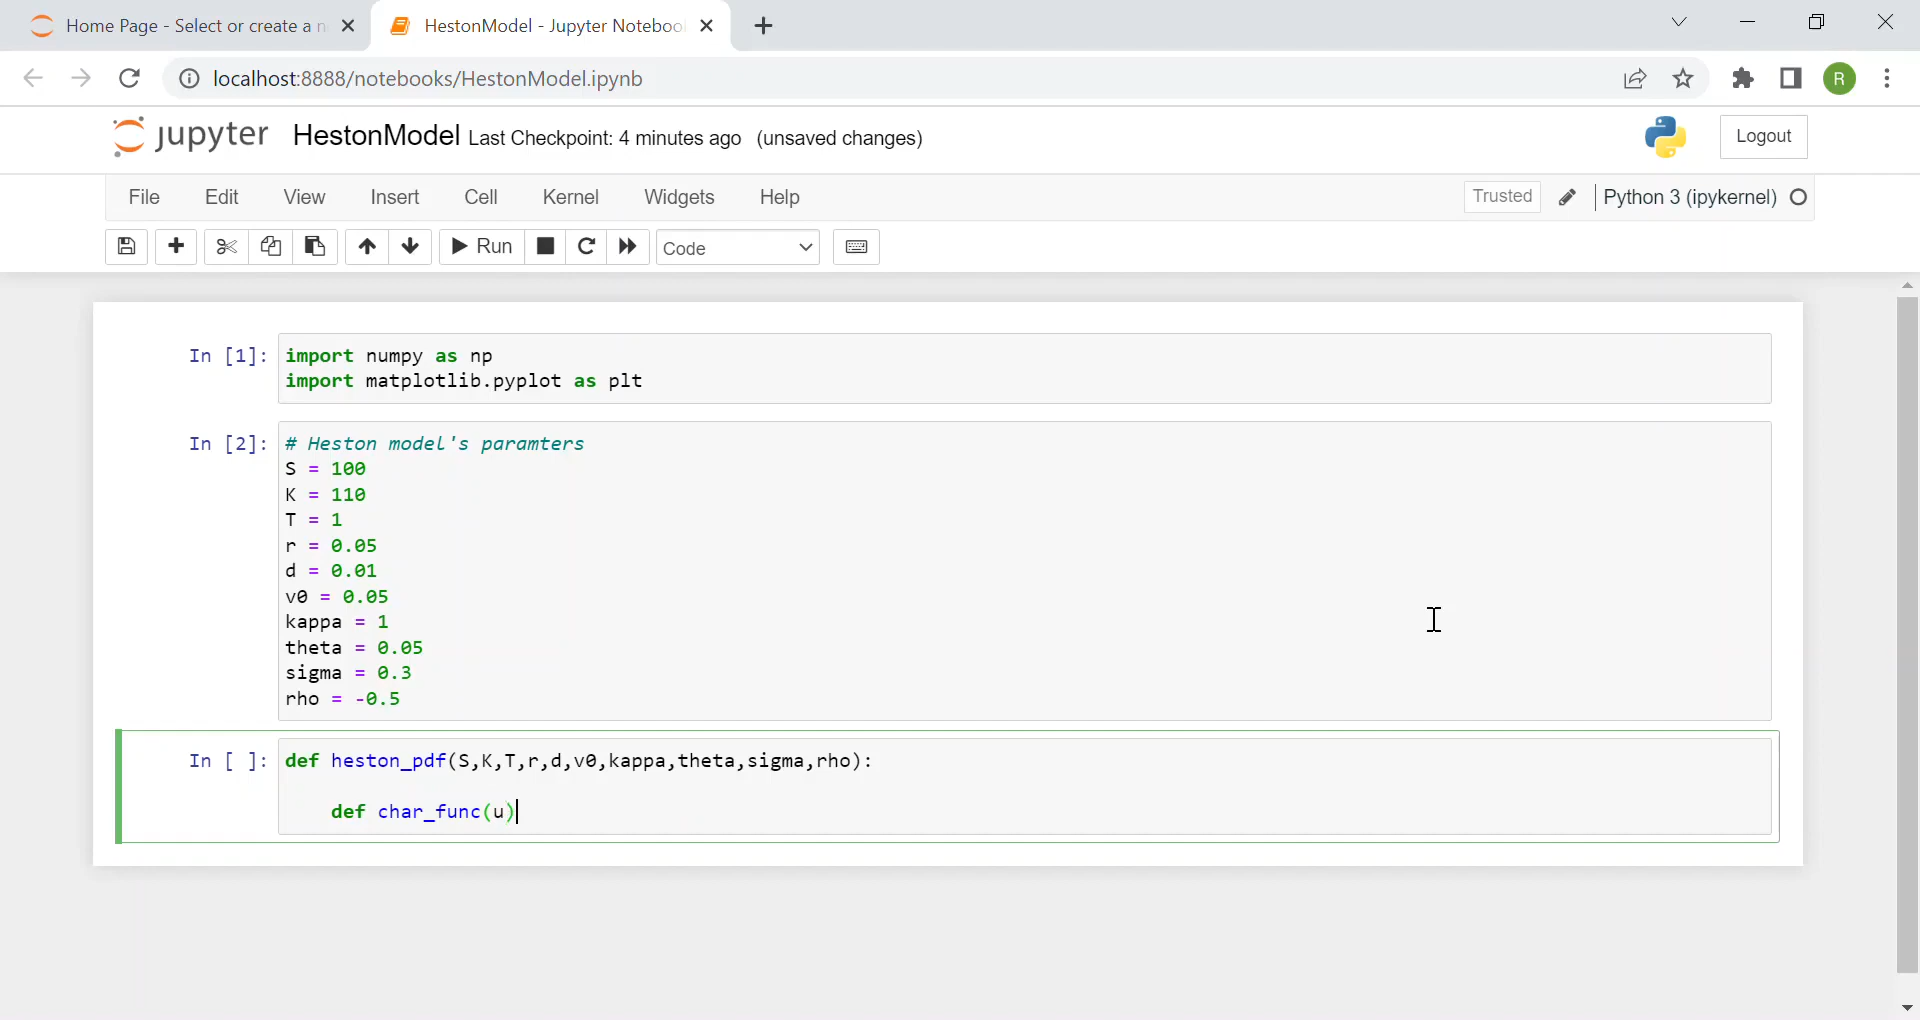 Home Page - Select or create a n
HestonModel - Jupyter Noteboo
localhost:8888/notebooks/HestonModel.ipynb
R
jupyter HestonModel Last Checkpoint: 4 minutes ago (unsaved changes)
Logout
File Edit View Insert Cell Kernel Widgets Help
Trusted Python 3 (ipykernel)
Run Code
In [1]: import numpy as np
import matplotlib.pyplot as plt
In [2]: # Heston model's paramters
S = 100
K = 110
T = 1
r = 0.05
d = 0.01
v0 = 0.05
kappa = 1
theta = 0.05
sigma = 0.3
rho = -0.5
In [ ]: def heston_pdf(S,K,T,r,d,v0,kappa,theta,sigma,rho):
def char_func(u)